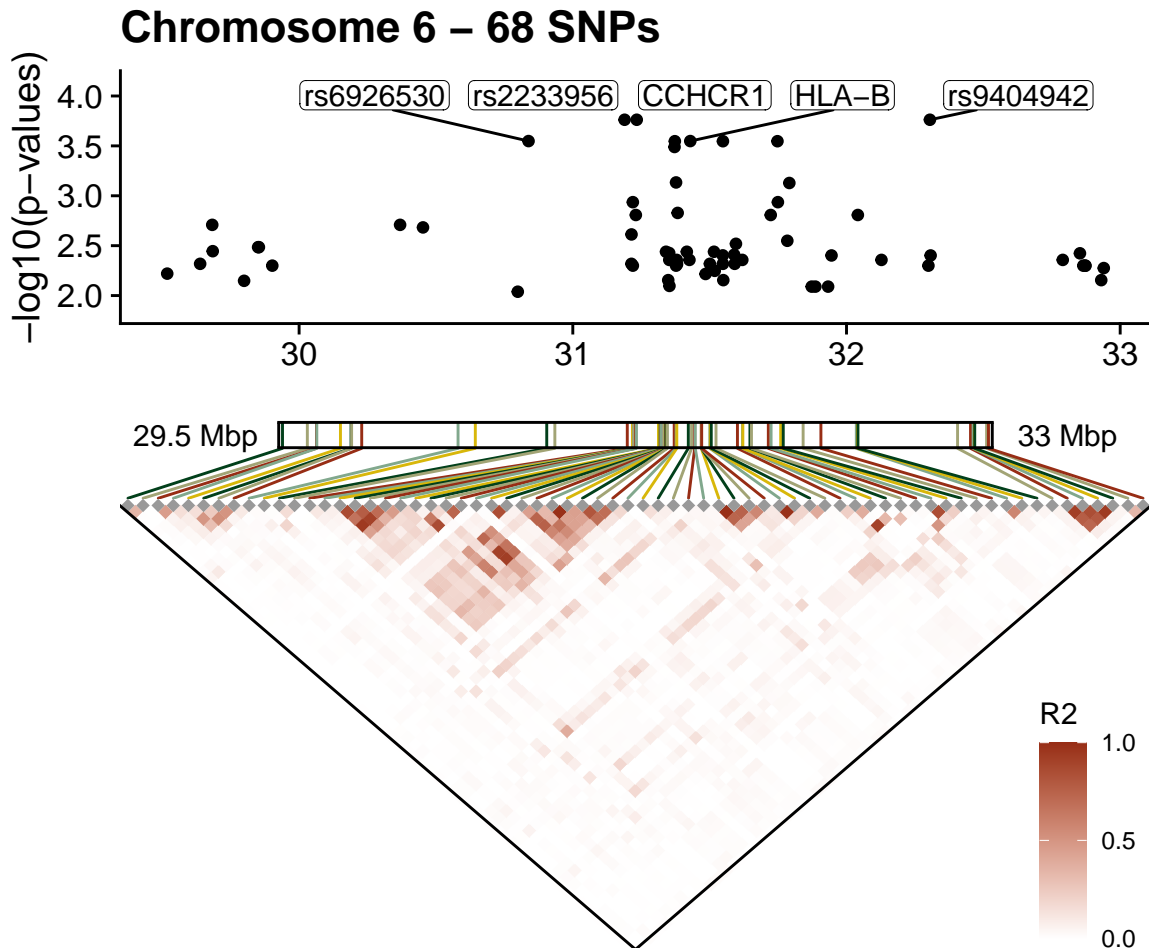 Chromosome 6 – 68 SNPs
−log10(p−values)
4.0
3.5
3.0
2.5
2.0
rs6926530 rs2233956 CCHCR1 HLA−B rs9404942
30 31 32 33
29.5 Mbp 33 Mbp
R2
1.0
0.5
0.0